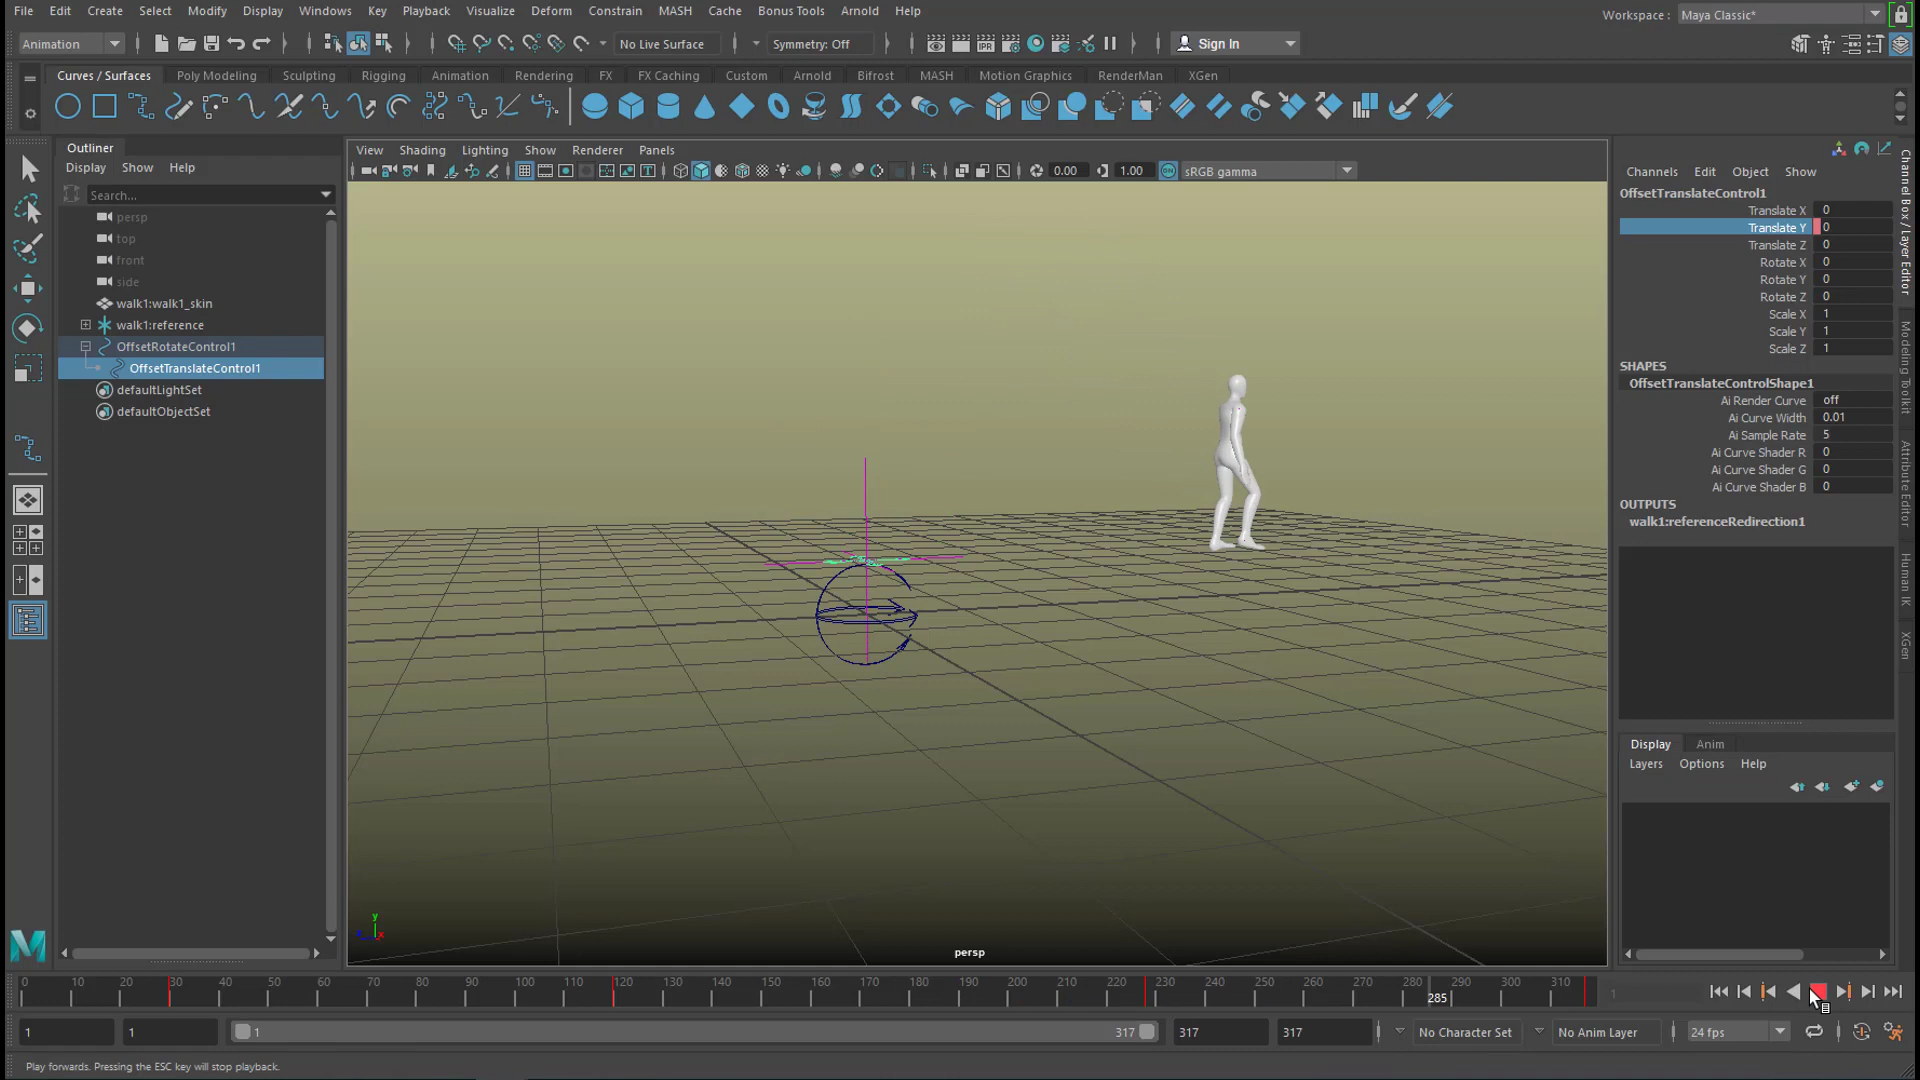 File Edit Create Select Modify Display Windows Key Playback Visualize Deform Constrain MASH Cache Bonus Tools Arnold Help
Workspace : Maya Classic*
Animation
IPR
No Live Surface
Symmetry: Off
Sign In
Curves / Surfaces Poly Modeling Sculpting Rigging Animation Rendering FX FX Caching Custom Arnold Bifrost MASH Motion Graphics RenderMan XGen
Outliner
Display Show Help
Search...
persp
top
front
side
walk1:walk1_skin
walk1:reference
OffsetRotateControl1
OffsetTranslateControl1
defaultLightSet
defaultObjectSet
View Shading Lighting Show Renderer Panels
0.00
1.00
ON
sRGB gamma
y
x
persp
Channels Edit Object Show
OffsetTranslateControl1
Translate X 0
Translate Y 0
Translate Z 0
Rotate X 0
Rotate Y 0
Rotate Z 0
Scale X 1
Scale Y 1
Scale Z 1
SHAPES
OffsetTranslateControlShape1
Ai Render Curve off
Ai Curve Width 0.01
Ai Sample Rate 5
Ai Curve Shader R 0
Ai Curve Shader G 0
Ai Curve Shader B 0
OUTPUTS
walk1:referenceRedirection1
Display Anim
Layers Options Help
Channel Box / Layer Editor
Modeling Toolkit
Attribute Editor
Human IK
XGen
0 10 20 30 40 50 60 70 80 90 100 110 120 130 140 150 160 170 180 190 200 210 220 230 240 250 260 270 280 290 300 310
285
1
1
1
1
317
317
317
No Character Set
No Anim Layer
24 fps
Play forwards. Pressing the ESC key will stop playback.